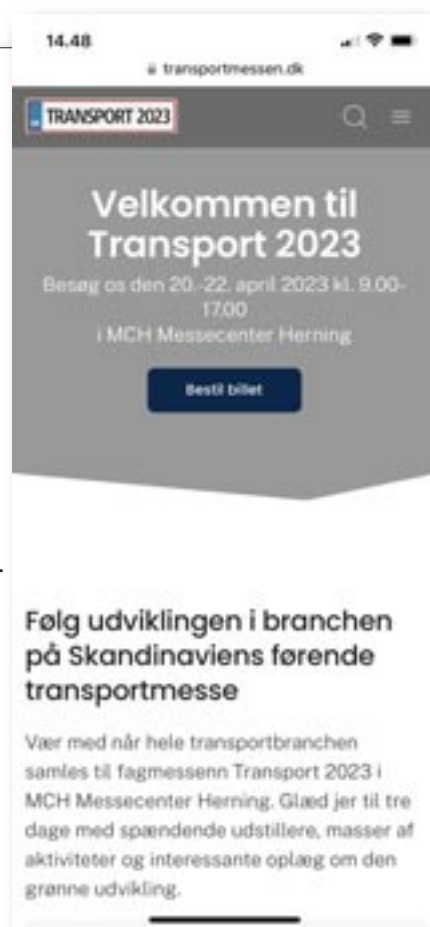 14.48
transportmessen.dk
TRANSPORT 2023
Velkommen til
Transport 2023
Besøg os den 20.-22. april 2023 kl. 9.00-
17.00
i MCH Messecenter Herning
Bestil billet
Følg udviklingen i branchen
på Skandinaviens førende
transportmesse
Vær med når hele transportbranchen
samles til fagmessenn Transport 2023 i
MCH Messecenter Herning. Glæd jer til tre
dage med spændende udstillere, masser af
aktiviteter og interessante oplæg om den
grønne udvikling.